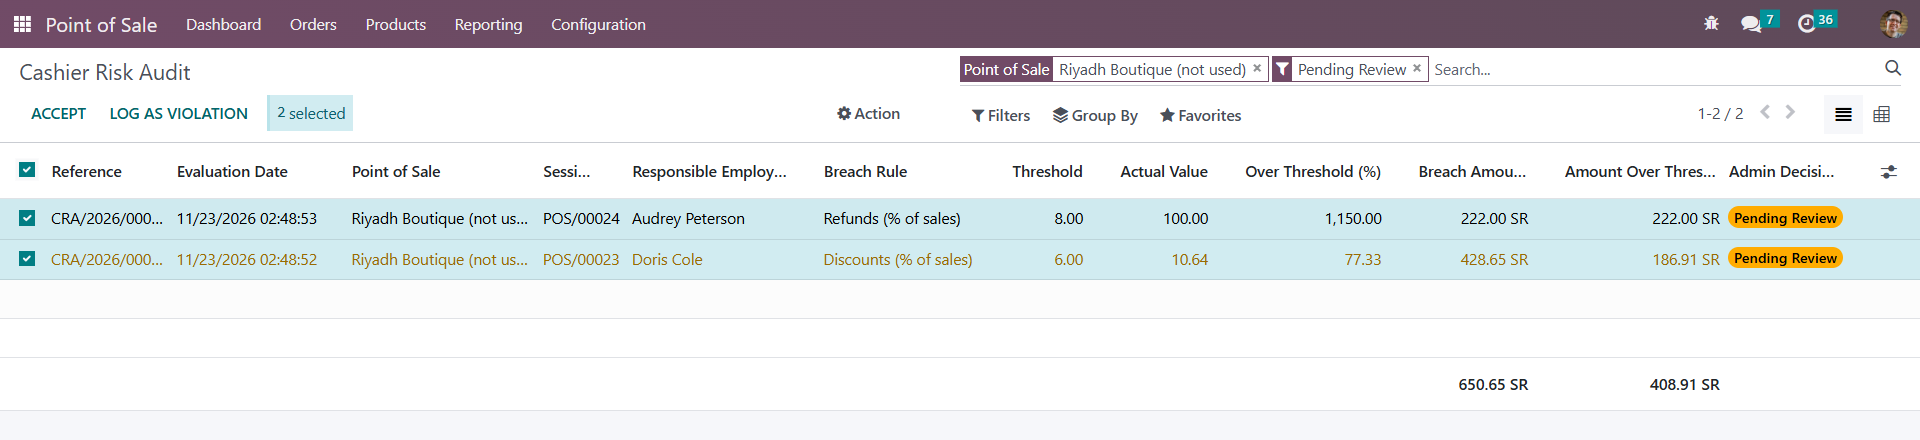 Point of Sale Dashboard Orders Products Reporting Configuration 7 36
Cashier Risk Audit Point of Sale Riyadh Boutique (not used) × Pending Review × Search...
ACCEPT LOG AS VIOLATION 2 selected Action Filters Group By Favorites 1-2 / 2
Reference Evaluation Date Point of Sale Sessi... Responsible Employ... Breach Rule Threshold Actual Value Over Threshold (%) Breach Amou... Amount Over Thres... Admin Decisi...
CRA/2026/000... 11/23/2026 02:48:53 Riyadh Boutique (not us... POS/00024 Audrey Peterson Refunds (% of sales) 8.00 100.00 1,150.00 222.00 SR 222.00 SR Pending Review
CRA/2026/000... 11/23/2026 02:48:52 Riyadh Boutique (not us... POS/00023 Doris Cole Discounts (% of sales) 6.00 10.64 77.33 428.65 SR 186.91 SR Pending Review
650.65 SR 408.91 SR